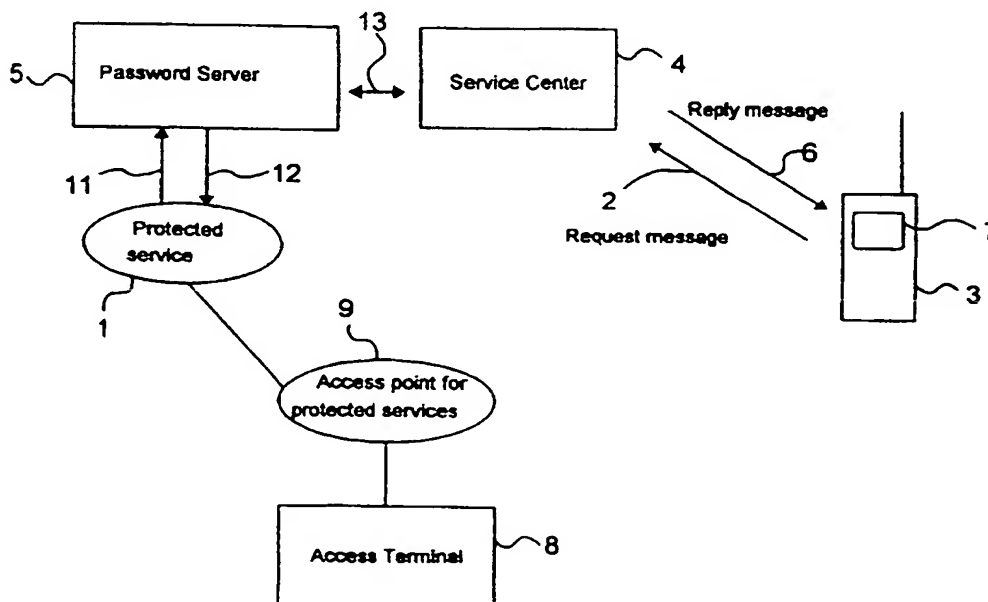 13
5
Password Server
Service Center
4
Reply message
6
11
12
2
Protected
service
Request message
7
3
1
9
Access point for
protected services
Access Terminal
8